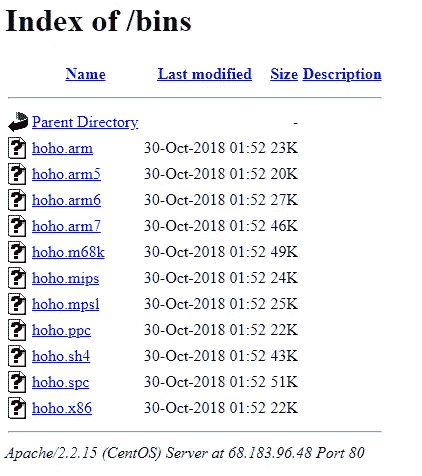 Index of /bins
Name Last modified Size Description
Parent Directory -
hoho.arm 30-Oct-2018 01:52 23K
hoho.arm5 30-Oct-2018 01:52 20K
hoho.arm6 30-Oct-2018 01:52 27K
hoho.arm7 30-Oct-2018 01:52 46K
hoho.m68k 30-Oct-2018 01:52 49K
hoho.mips 30-Oct-2018 01:52 24K
hoho.mpsl 30-Oct-2018 01:52 25K
hoho.ppc 30-Oct-2018 01:52 22K
hoho.sh4 30-Oct-2018 01:52 43K
hoho.spc 30-Oct-2018 01:52 51K
hoho.x86 30-Oct-2018 01:52 22K
Apache/2.2.15 (CentOS) Server at 68.183.96.48 Port 80